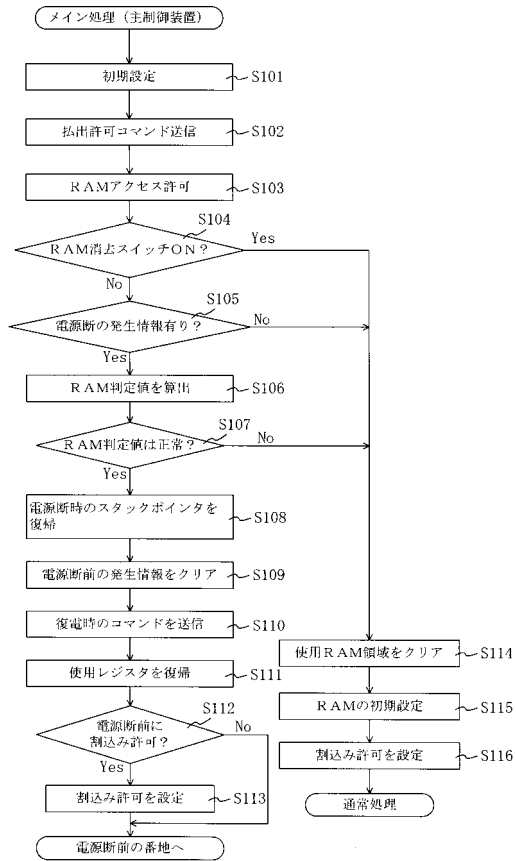 メイン処理（主制御装置）
初期設定
S101
払出許可コマンド送信
S102
ＲＡＭアクセス許可
S103
S104
ＲＡＭ消去スイッチＯＮ？
Yes
No
S105
電源断の発生情報有り？
No
Yes
ＲＡＭ判定値を算出
S106
S107
ＲＡＭ判定値は正常？
No
Yes
電源断時のスタックポインタを
復帰
S108
電源断前の発生情報をクリア
S109
復電時のコマンドを送信
S110
使用レジスタを復帰
S111
S112
電源断前に
割込み許可？
No
Yes
割込み許可を設定
S113
電源断前の番地へ
使用ＲＡＭ領域をクリア
S114
ＲＡＭの初期設定
S115
割込み許可を設定
S116
通常処理